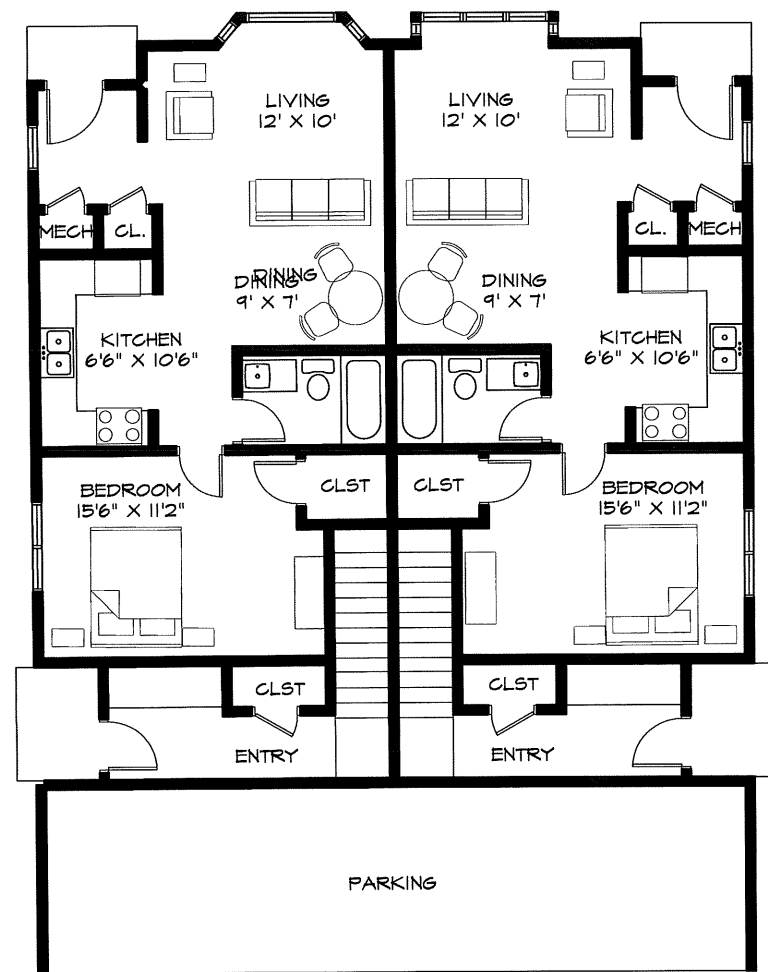 LIVING
12' X 10'
LIVING
12' X 10'
MECH
CL.
CL.
MECH
DINING
DINING
9' X 7'
DINING
9' X 7'
KITCHEN
6'6" X 10'6"
KITCHEN
6'6" X 10'6"
BEDROOM
15'6" X 11'2"
CLST
CLST
BEDROOM
15'6" X 11'2"
CLST
CLST
ENTRY
ENTRY
PARKING